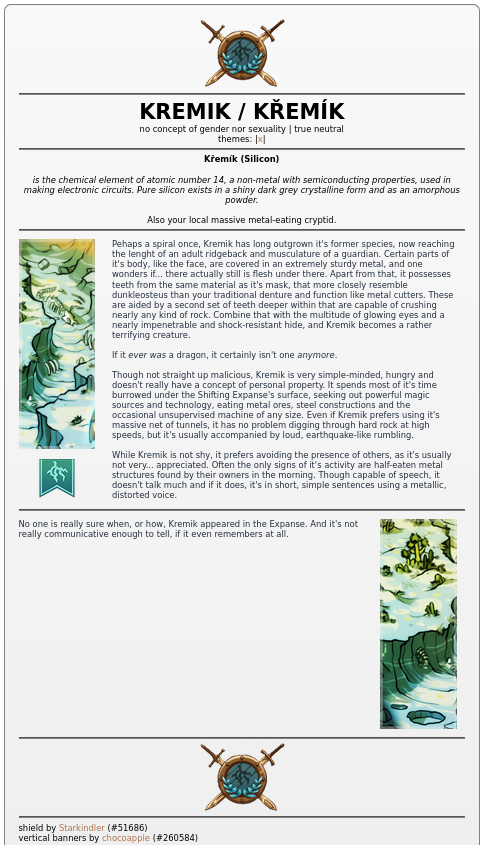 KREMIK / KŘEMÍK
no concept of gender nor sexuality | true neutral
themes: |x|
Křemík (Silicon)
is the chemical element of atomic number 14, a non-metal with semiconducting properties, used in
making electronic circuits. Pure silicon exists in a shiny dark grey crystalline form and as an amorphous
powder.
Also your local massive metal-eating cryptid.
Pehaps a spiral once, Kremik has long outgrown it's former species, now reaching
the lenght of an adult ridgeback and musculature of a guardian. Certain parts of
it's body, like the face, are covered in an extremely sturdy metal, and one
wonders if... there actually still is flesh under there. Apart from that, it possesses
teeth from the same material as it's mask, that more closely resemble
dunkleosteus than your traditional denture and function like metal cutters. These
are aided by a second set of teeth deeper within that are capable of crushing
nearly any kind of rock. Combine that with the multitude of glowing eyes and a
nearly impenetrable and shock-resistant hide, and Kremik becomes a rather
terrifying creature.
If it ever was a dragon, it certainly isn't one anymore.
Though not straight up malicious, Kremik is very simple-minded, hungry and
doesn't really have a concept of personal property. It spends most of it's time
burrowed under the Shifting Expanse's surface, seeking out powerful magic
sources and technology, eating metal ores, steel constructions and the
occasional unsupervised machine of any size. Even if Kremik prefers using it's
massive net of tunnels, it has no problem digging through hard rock at high
speeds, but it's usually accompanied by loud, earthquake-like rumbling.
While Kremik is not shy, it prefers avoiding the presence of others, as it's usually
not very... appreciated. Often the only signs of it's activity are half-eaten metal
structures found by their owners in the morning. Though capable of speech, it
doesn't talk much and if it does, it's in short, simple sentences using a metallic,
distorted voice.
No one is really sure when, or how, Kremik appeared in the Expanse. And it's not
really communicative enough to tell, if it even remembers at all.
shield by Starkindler (#51686)
vertical banners by chocoapple (#260584)